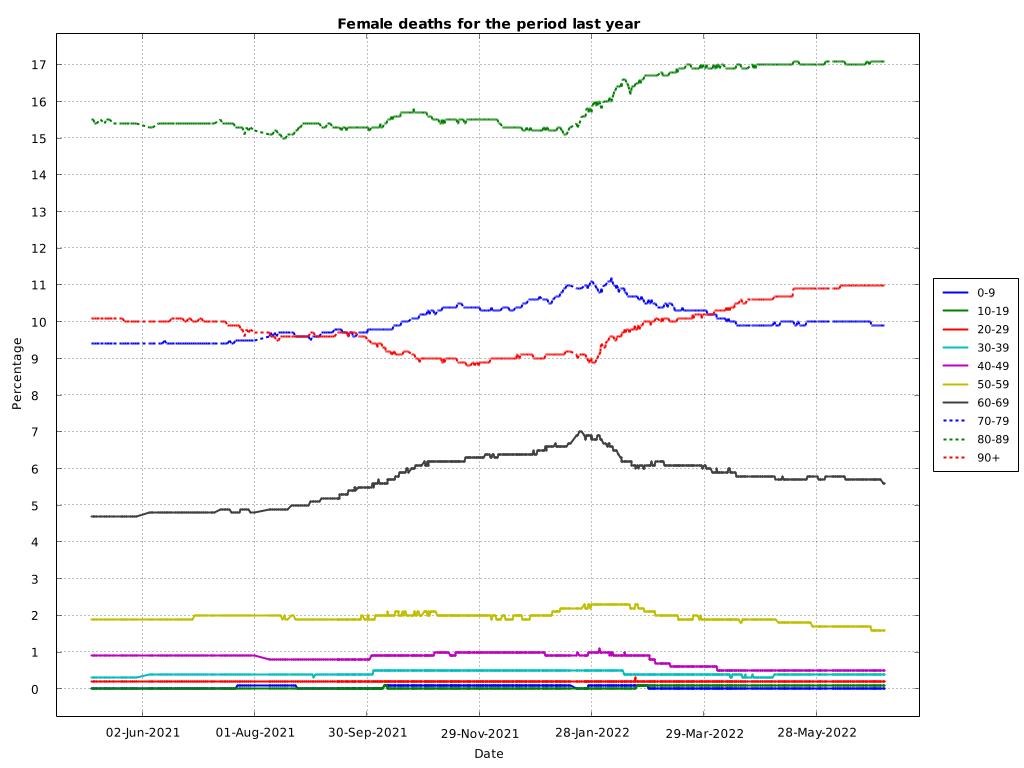 Female deaths for the period last year
17
16
15
14
13
12
11
10
9
8
7
6
5
4
3
2
1
0
Percentage
02-Jun-2021
01-Aug-2021
30-Sep-2021
29-Nov-2021
28-Jan-2022
29-Mar-2022
28-May-2022
Date
0-9
10-19
20-29
30-39
40-49
50-59
60-69
70-79
80-89
90+